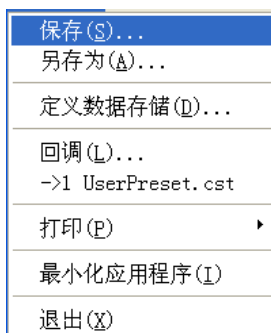 保存(S)...
另存为(A)...
定义数据存储(D)...
回调(L)...
->1 UserPreset.cst
打印(P)
最小化应用程序(I)
退出(X)